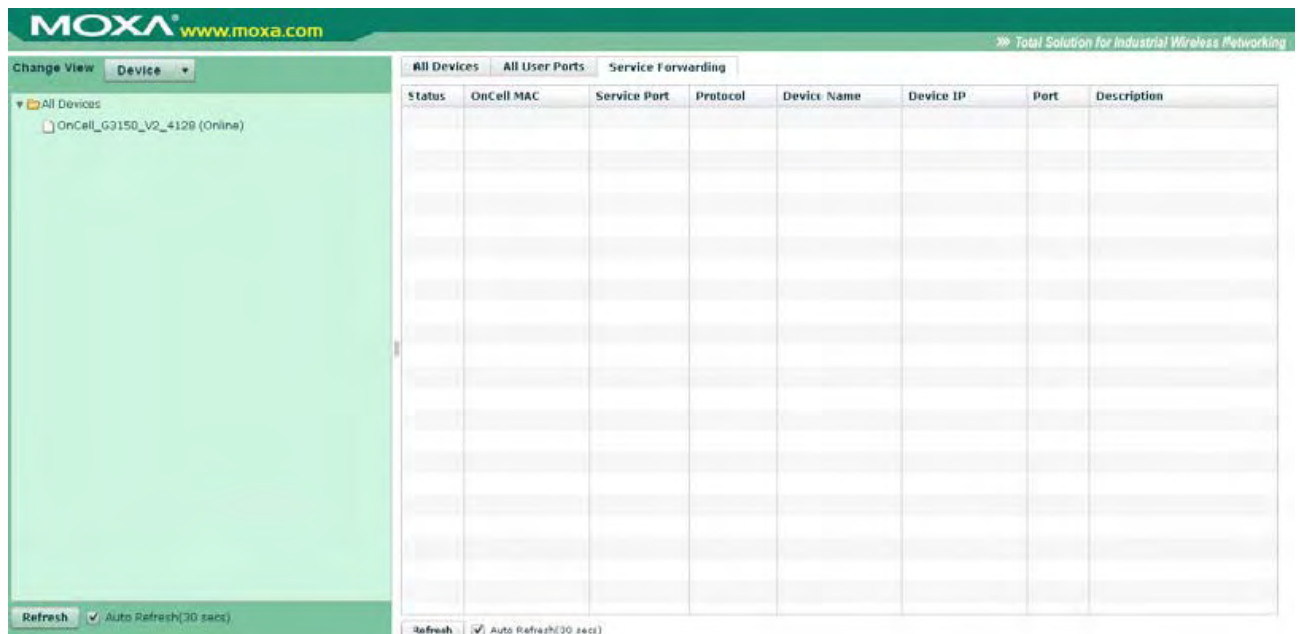 MOXA® www.moxa.com
Total Solution for Industrial Wireless Networking
Change View Device
All Devices
OnCell_G3150_V2_4128 (Online)
Refresh Auto Refresh(30 secs)
All Devices All User Ports Service Forwarding
Status OnCell MAC Service Port Protocol Device Name Device IP Port Description
Refresh Auto Refresh(30 secs)